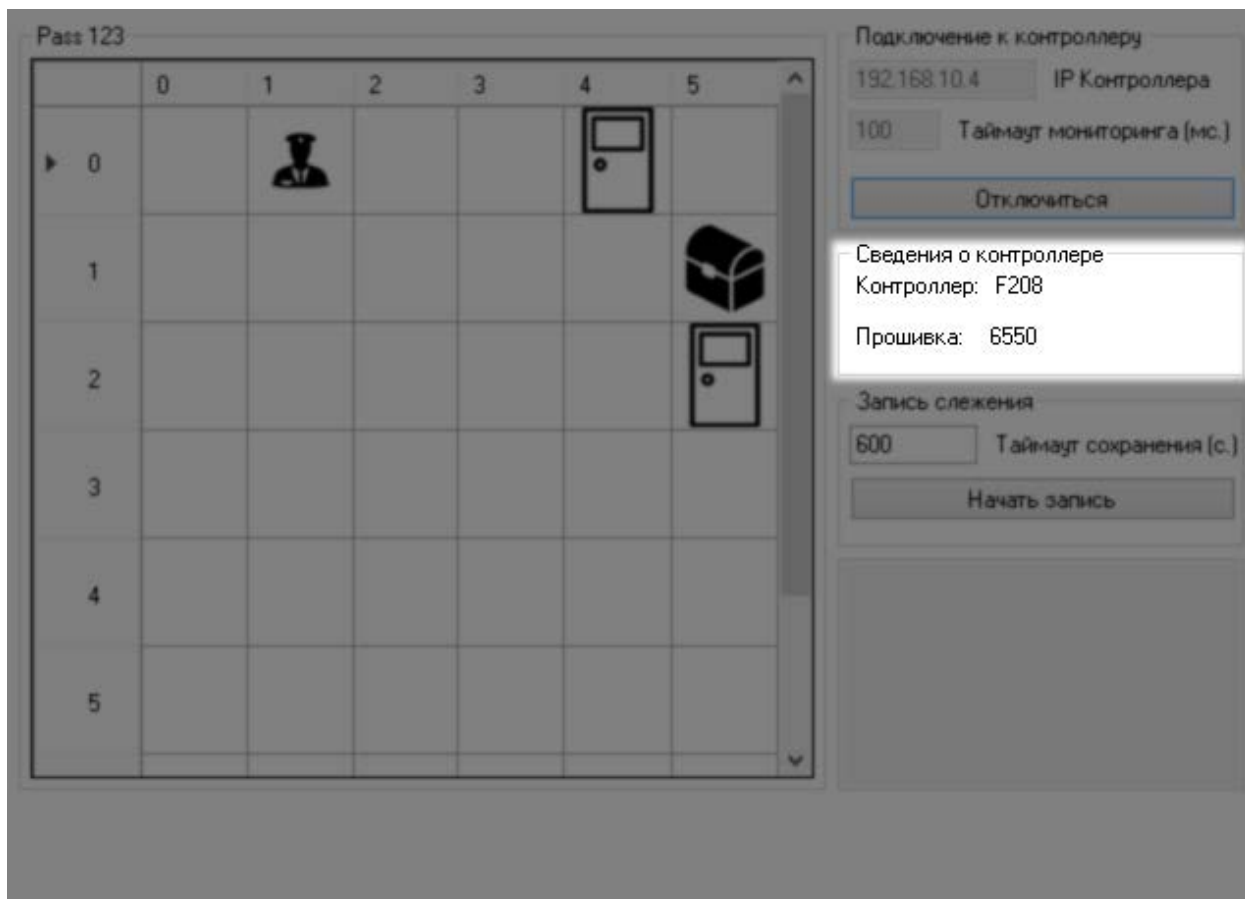 Pass 123
0 1 2 3 4 5
0
1
2
3
4
5
Подключение к контроллеру
192.168.10.4 IP Контроллера
100 Таймаут мониторинга (мс.)
Отключиться
Сведения о контроллере
Контроллер: F208
Прошивка: 6550
Запись слежения
600 Таймаут сохранения (с.)
Начать запись